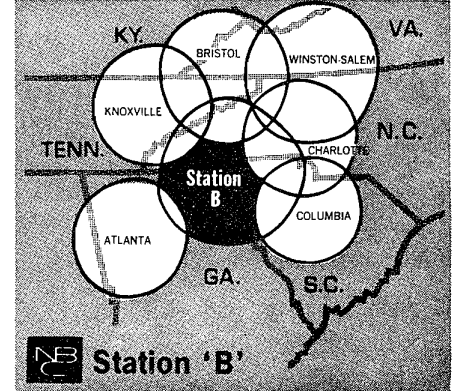 KY.
VA.
BRISTOL
WINSTON-SALEM
KNOXVILLE
TENN.
N.C.
CHARLOTTE
Station
B
COLUMBIA
ATLANTA
GA.
S.C.
NBC
Station 'B'